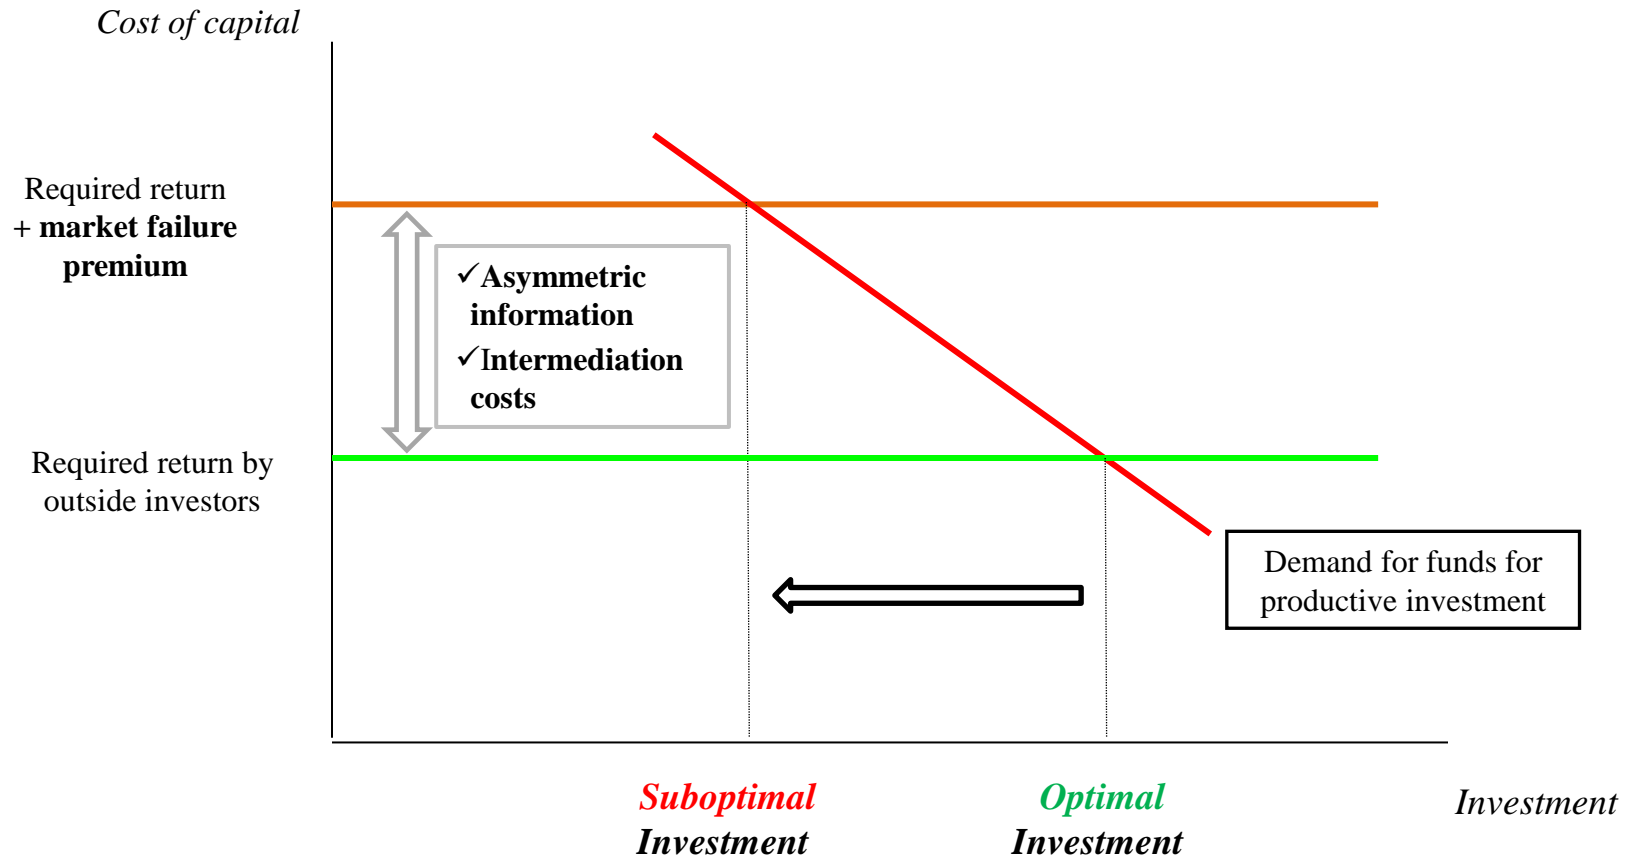 Cost of capital
Required return
+ market failure
premium
✓Asymmetric
information
✓Intermediation
costs
Required return by
outside investors
Demand for funds for
productive investment
Suboptimal
Investment
Optimal
Investment
Investment